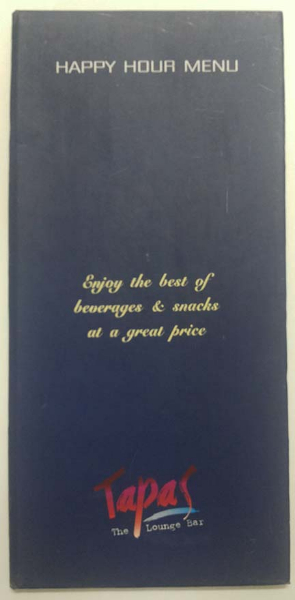 HAPPY HOUR MENU
Enjoy the best of
beverages & snacks
at a great price
Tapas
The Lounge Bar